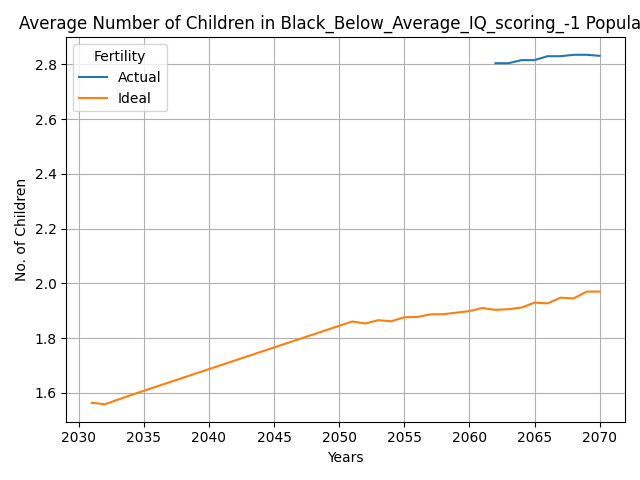 Average Number of Children in Black_Below_Average_IQ_scoring_-1 Popula
Fertility
Actual
Ideal
No. of Children
2.8
2.6
2.4
2.2
2.0
1.8
1.6
2030 2035 2040 2045 2050 2055 2060 2065 2070
Years